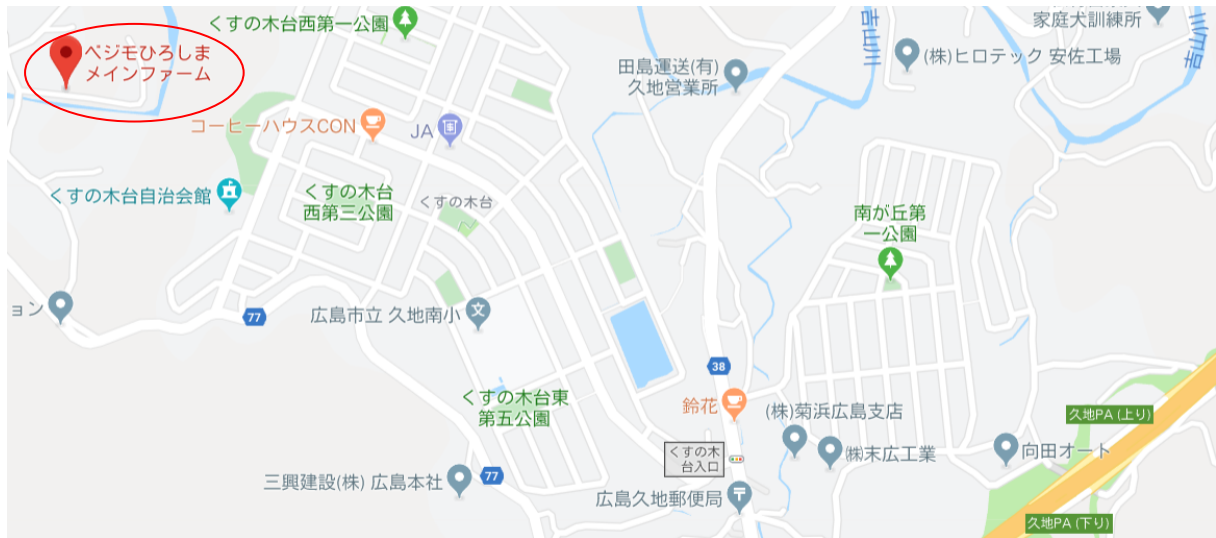 くすの木台西第一公園
家庭犬訓練所
ベジモひろしま
メインファーム
吉山川
(株)ヒロテック 安佐工場
田島運送(有)
久地営業所
コーヒーハウスCON
JA
くすの木台自治会館
くすの木台
西第三公園
くすの木台
南が丘第
一公園
ョン
77
広島市立 久地南小
文
38
くすの木台東
第五公園
鈴花
(株)菊浜広島支店
久地PA (上り)
くすの木
台入口
㈱末広工業
向田オート
三興建設(株) 広島本社
77
広島久地郵便局
久地PA (下り)